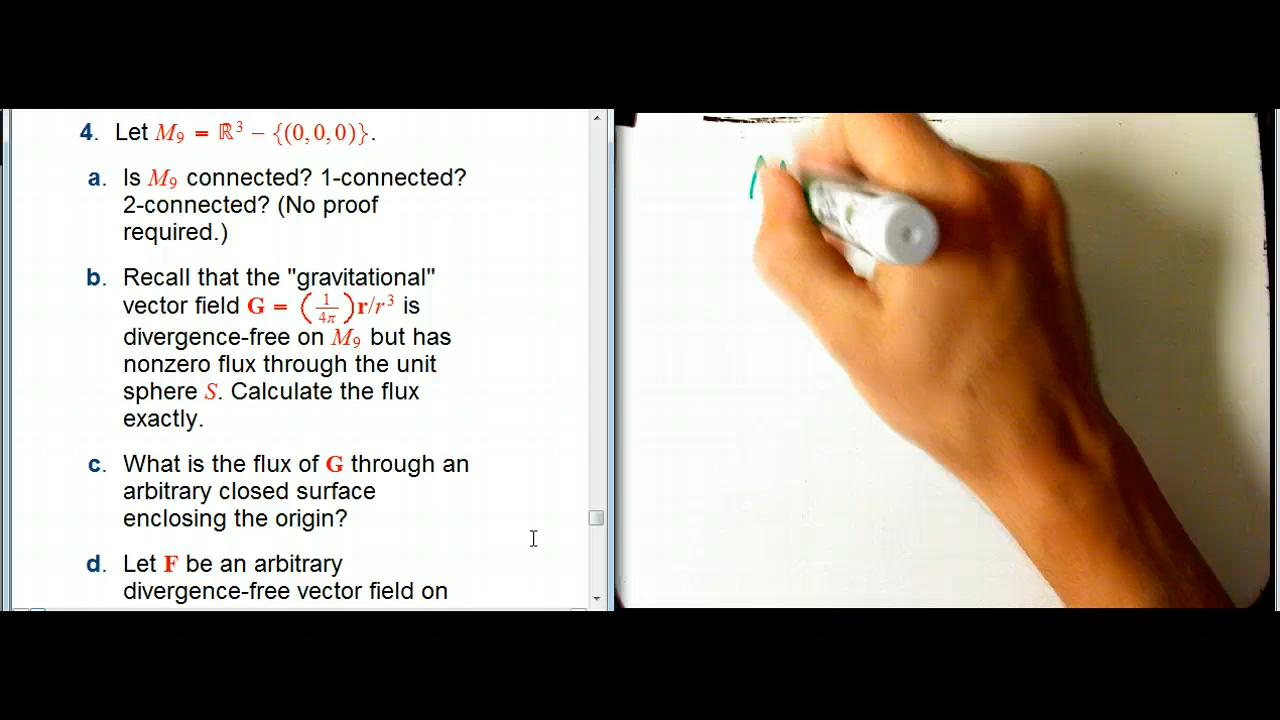 4. Let M₉ = ℝ³ − {(0, 0, 0)}.
a. Is M₉ connected? 1-connected?
2-connected? (No proof
required.)
b. Recall that the "gravitational"
vector field G = (1/4π)r/r³ is
divergence-free on M₉ but has
nonzero flux through the unit
sphere S. Calculate the flux
exactly.
c. What is the flux of G through an
arbitrary closed surface
enclosing the origin?
d. Let F be an arbitrary
divergence-free vector field on